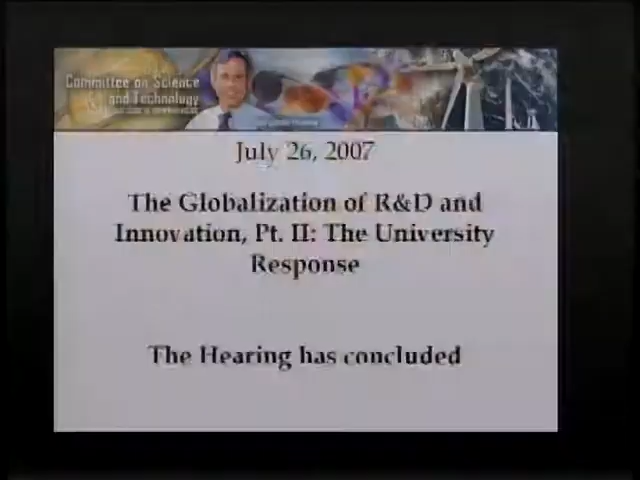 Committee on Science
and Technology
July 26, 2007
The Globalization of R&D and
Innovation, Pt. II: The University
Response
The Hearing has concluded